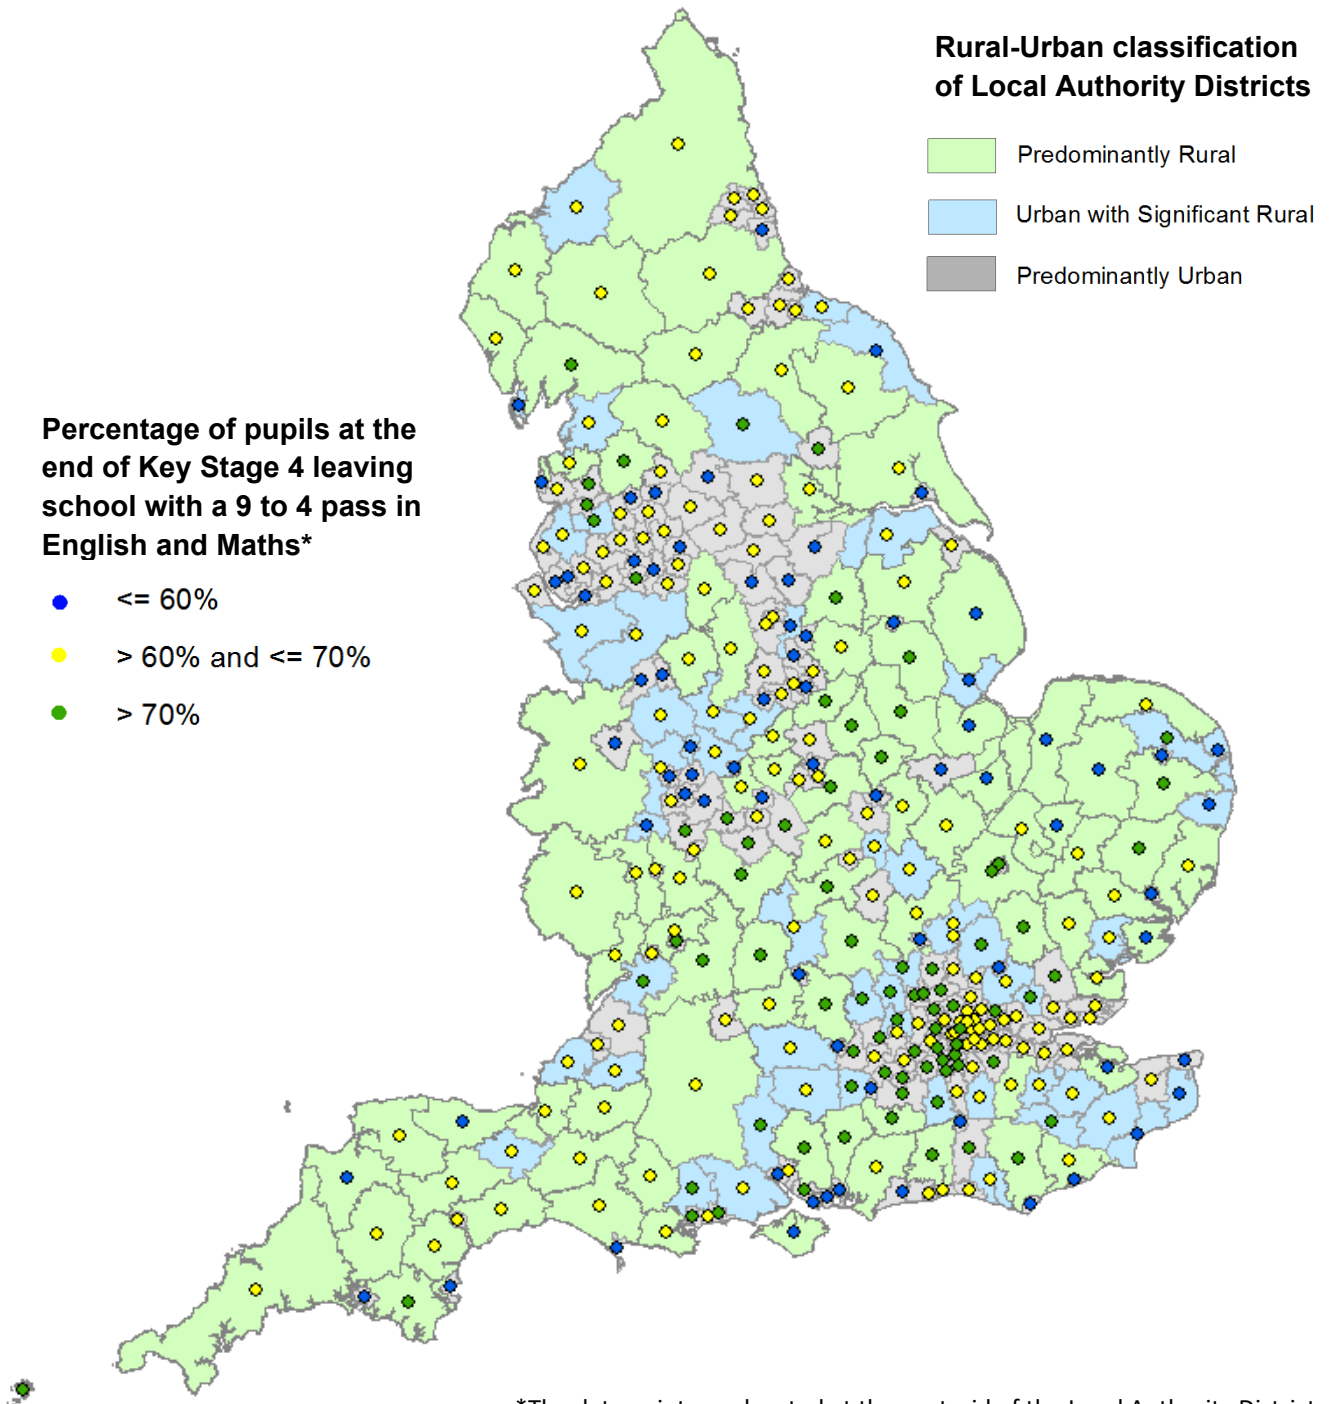 Rural-Urban classification
of Local Authority Districts
Predominantly Rural
Urban with Significant Rural
Predominantly Urban
Percentage of pupils at the
end of Key Stage 4 leaving
school with a 9 to 4 pass in
English and Maths*
<= 60%
> 60% and <= 70%
> 70%